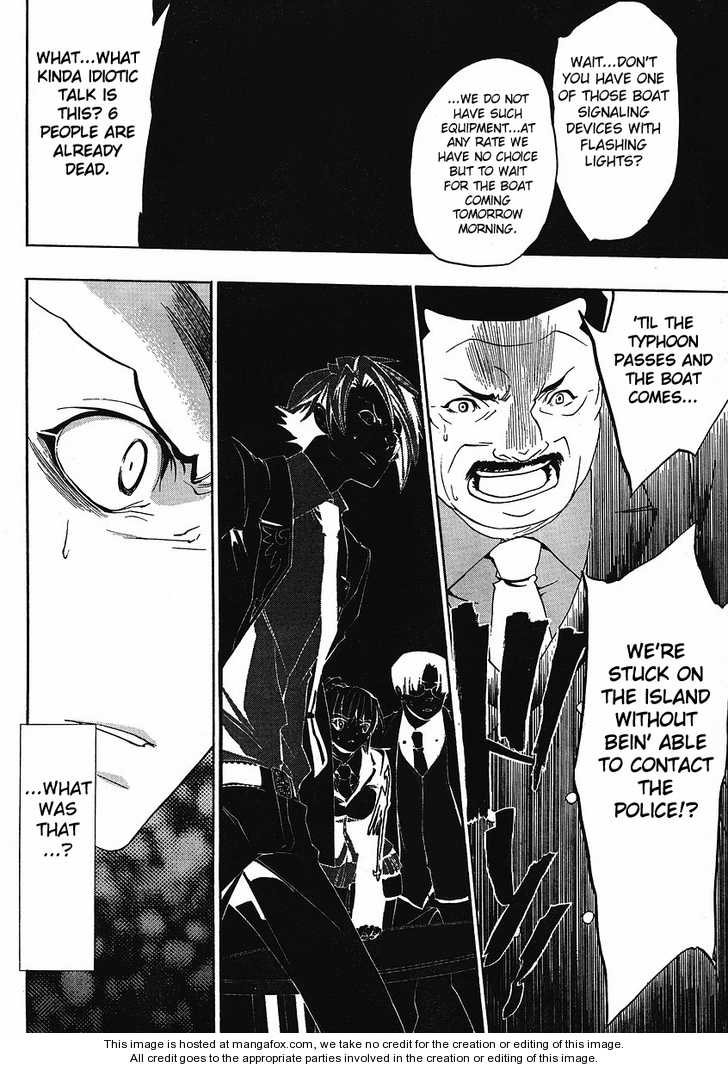 WAIT...DON'T
YOU HAVE ONE
OF THOSE BOAT
SIGNALING
DEVICES WITH
FLASHING
LIGHTS?
...WE DO NOT
HAVE SUCH
EQUIPMENT...AT
ANY RATE WE
HAVE NO CHOICE
BUT TO WAIT
FOR THE BOAT
COMING
TOMORROW
MORNING.
WHAT...WHAT
KINDA IDIOTIC
TALK IS
THIS? 6
PEOPLE ARE
ALREADY
DEAD.
'TIL THE
TYPHOON
PASSES AND
THE BOAT
COMES...
WE'RE
STUCK ON
THE ISLAND
WITHOUT
BEIN' ABLE
TO CONTACT
THE
POLICE!?
...WHAT
WAS
THAT
...?
This image is hosted at mangafox.com, we take no credit for the creation or editing of this image.
All credit goes to the appropriate parties involved in the creation or editing of this image.